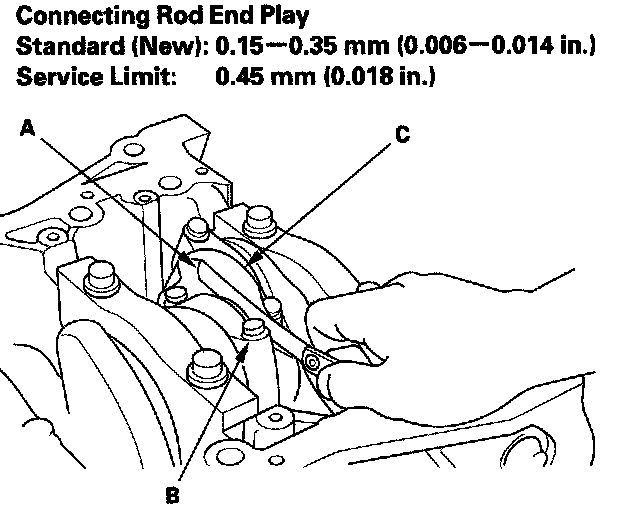 Connecting Rod End Play
Standard (New): 0.15—0.35 mm (0.006—0.014 in.)
Service Limit: 0.45 mm (0.018 in.)
A
C
B